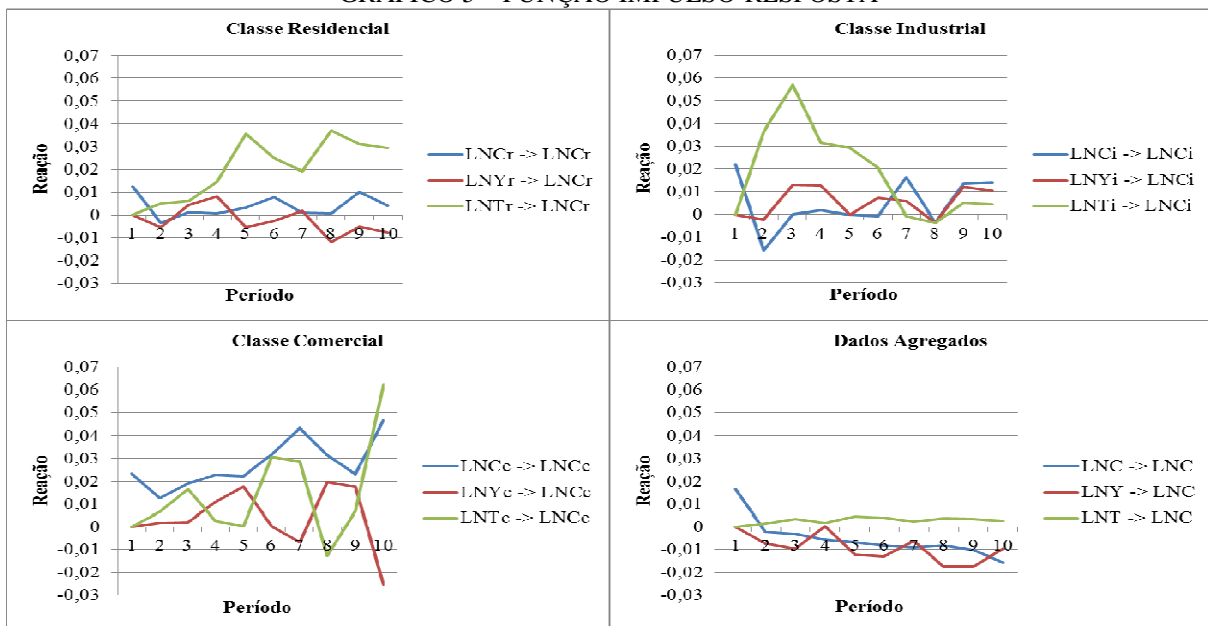 GRÁFICO 3 – FUNÇÃO IMPULSO-RESPOSTA
Classe Residencial
0,07
0,06
0,05
0,04
0,03
0,02
0,01
0
-0,01
-0,02
-0,03
Reação
1 2 3 4 5 6 7 8 9 10
Período
LNCr -> LNCr
LNYr -> LNCr
LNTr -> LNCr
Classe Industrial
0,07
0,06
0,05
0,04
0,03
0,02
0,01
0
-0,01
-0,02
-0,03
Reação
1 2 3 4 5 6 7 8 9 10
Período
LNCi -> LNCi
LNYi -> LNCi
LNTi -> LNCi
Classe Comercial
0,07
0,06
0,05
0,04
0,03
0,02
0,01
0
-0,01
-0,02
-0,03
Reação
1 2 3 4 5 6 7 8 9 10
Período
LNCc -> LNCc
LNYc -> LNCc
LNTc -> LNCc
Dados Agregados
0,07
0,06
0,05
0,04
0,03
0,02
0,01
0
-0,01
-0,02
-0,03
Reação
1 2 3 4 5 6 7 8 9 10
Período
LNC -> LNC
LNY -> LNC
LNT -> LNC